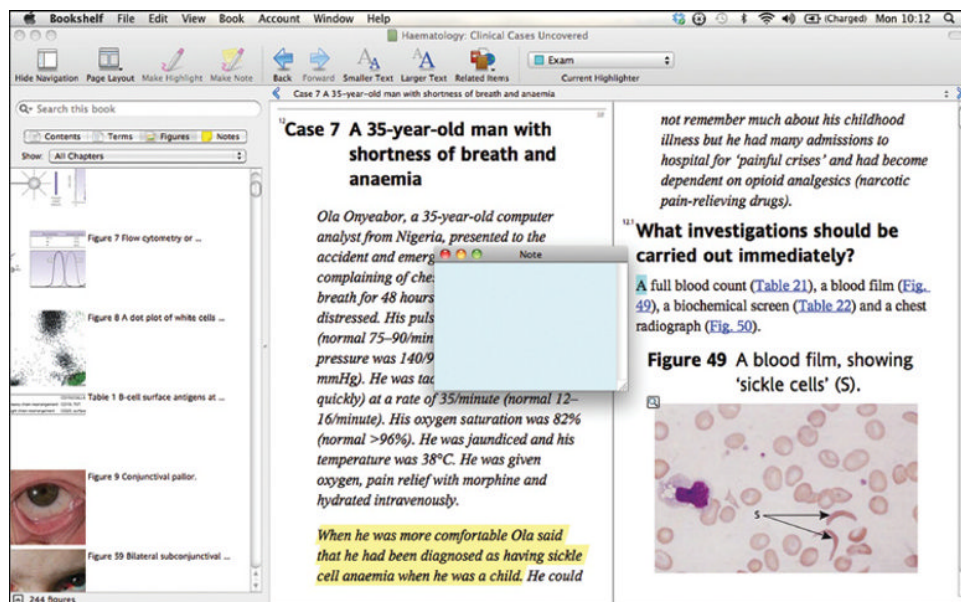 Bookshelf File Edit View Book Account Window Help (Charged) Mon 10:12
Haematology: Clinical Cases Uncovered
Hide Navigation Page Layout Make Highlight Make Note Back Forward Smaller Text Larger Text Related Items Exam Current Highlighter
Case 7 A 35-year-old man with shortness of breath and anaemia
Search this book
Contents Terms Figures Notes
Show: All Chapters
Figure 7 Flow cytometry or ...
Figure 8 A dot plot of white cells ...
Table 1 B-cell surface antigens at ...
Figure 9 Conjunctival pallor.
Figure 59 Bilateral subconjunctival ...
244 figures
12
Case 7 A 35-year-old man with
shortness of breath and
anaemia
Ola Onyeabor, a 35-year-old computer
analyst from Nigeria, presented to the
accident and emerg
complaining of che
breath for 48 hours
distressed. His puls
(normal 75–90/min
pressure was 140/9
mmHg). He was tac
quickly) at a rate of 35/minute (normal 12–
16/minute). His oxygen saturation was 82%
(normal >96%). He was jaundiced and his
temperature was 38°C. He was given
oxygen, pain relief with morphine and
hydrated intravenously.
When he was more comfortable Ola said
that he had been diagnosed as having sickle
cell anaemia when he was a child. He could
Note
not remember much about his childhood
illness but he had many admissions to
hospital for 'painful crises' and had become
dependent on opioid analgesics (narcotic
pain-relieving drugs).
12.1
What investigations should be
carried out immediately?
A full blood count (Table 21), a blood film (Fig.
49), a biochemical screen (Table 22) and a chest
radiograph (Fig. 50).
Figure 49 A blood film, showing
'sickle cells' (S).
S